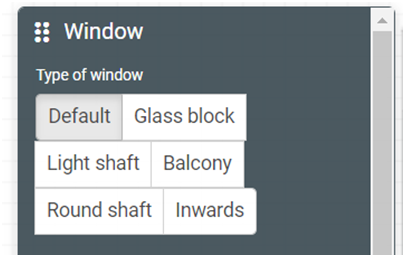 Window
Type of window
Default Glass block
Light shaft Balcony
Round shaft Inwards